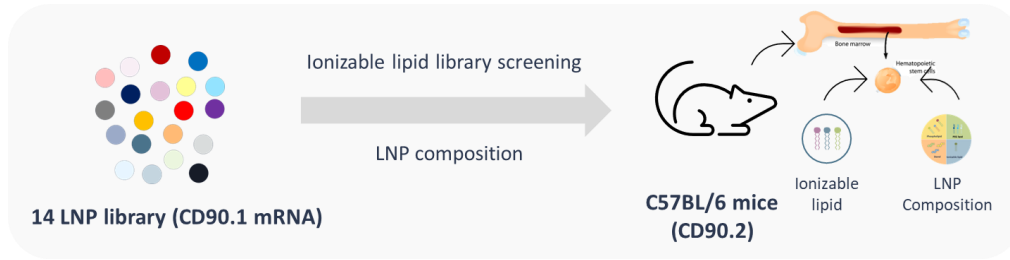 Ionizable lipid library screening
LNP composition
14 LNP library (CD90.1 mRNA)
Bone marrow
Hematopoietic
stem cells
C57BL/6 mice
(CD90.2)
Ionizable
lipid
LNP
Composition